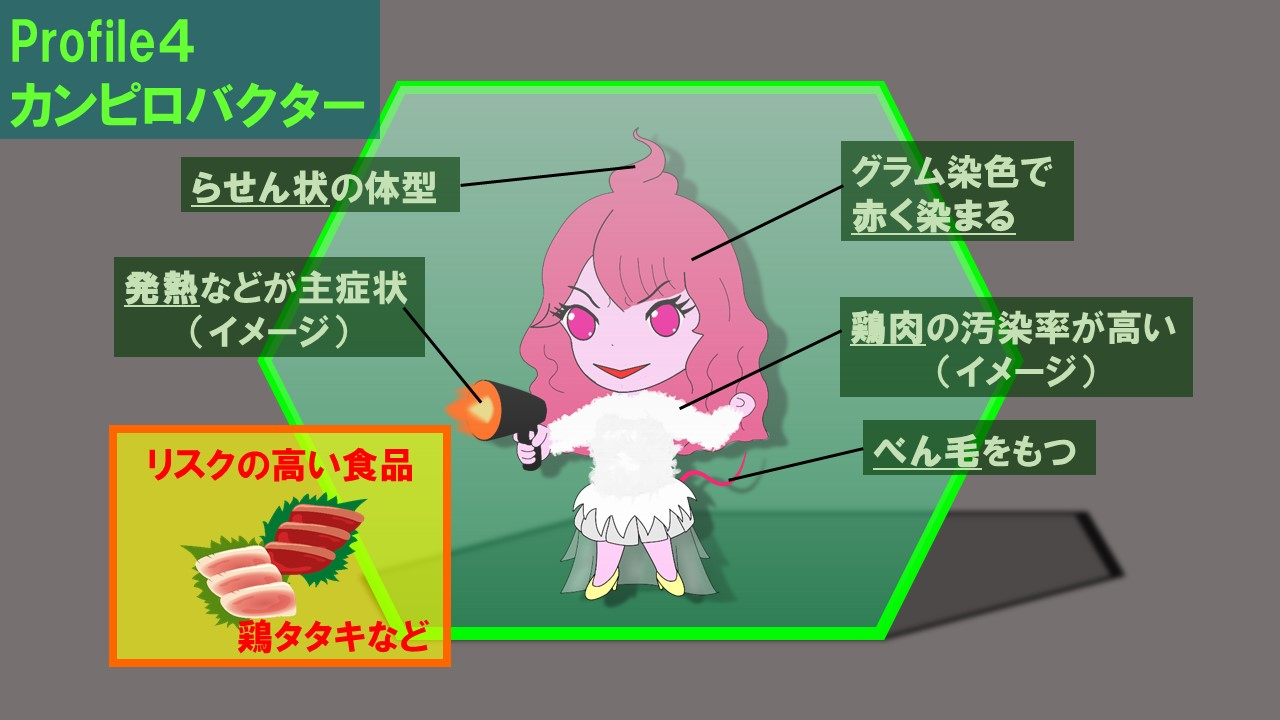 Profile4
カンピロバクター
らせん状の体型
グラム染色で
赤く染まる
発熱などが主症状
（イメージ）
鶏肉の汚染率が高い
（イメージ）
べん毛をもつ
リスクの高い食品
鶏タタキなど